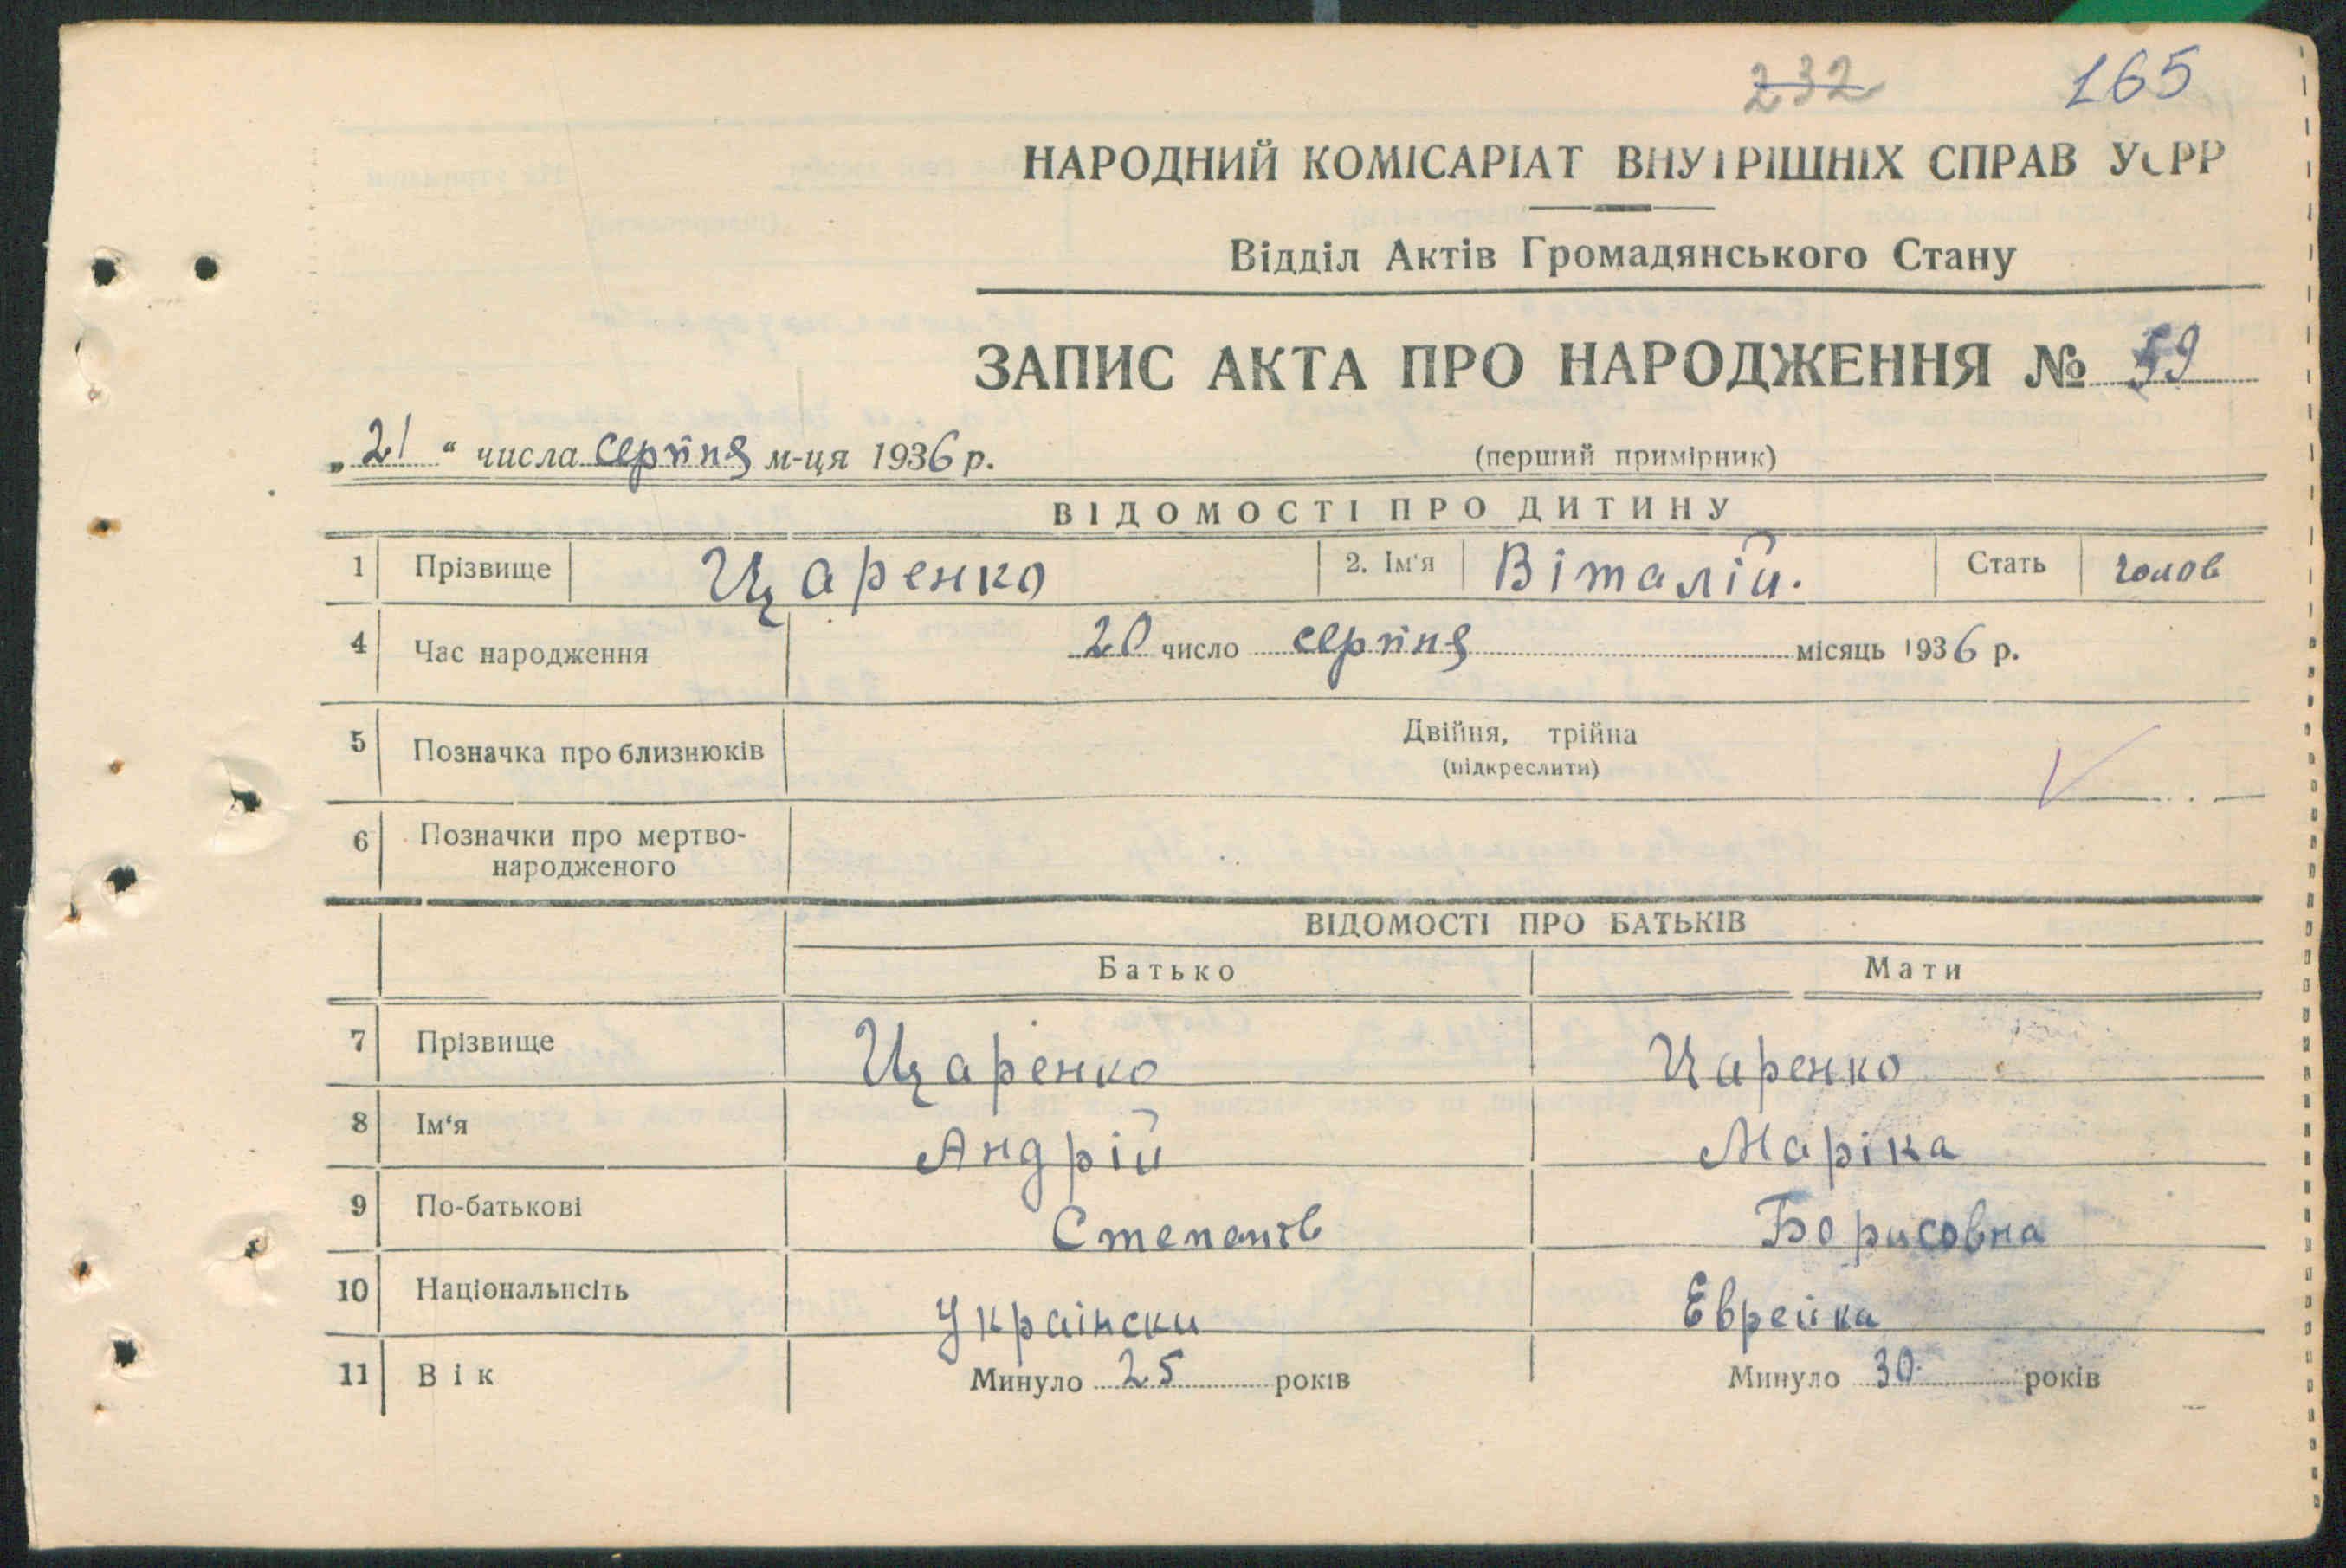 232 165
НАРОДНИЙ КОМІСАРІАТ ВНУТРІШНІХ СПРАВ УСРР
Відділ Актів Громадянського Стану
ЗАПИС АКТА ПРО НАРОДЖЕННЯ № 59
„ 21 “ числа серпня м-ця 1936 р. (перший примірник)
ВІДОМОСТІ ПРО ДИТИНУ
1 Прізвище Царенко 2. Ім'я Віталій. Стать чолов
4 Час народження 20 число серпня місяць 1936 р.
5 Позначка про близнюків Двійня, трійна
(підкреслити)
6 Позначки про мертво-
народженого
ВІДОМОСТІ ПРО БАТЬКІВ
Батько Мати
7 Прізвище Царенко Царенко
8 Ім‘я Андрій Маріка
9 По-батькові Степанів Борисовна
10 Національнсіть Українски Еврейка
11 Вік Минуло 25 років Минуло 30 років